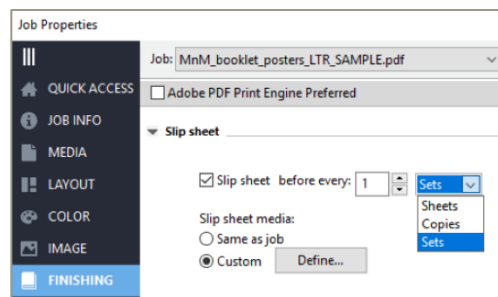 Job Properties
Job: MnM_booklet_posters_LTR_SAMPLE.pdf
QUICK ACCESS
Adobe PDF Print Engine Preferred
JOB INFO
Slip sheet
MEDIA
LAYOUT
Slip sheet before every: 1 Sets
Sheets
COLOR
Slip sheet media:
Copies
IMAGE
Same as job
Sets
FINISHING
Custom Define...